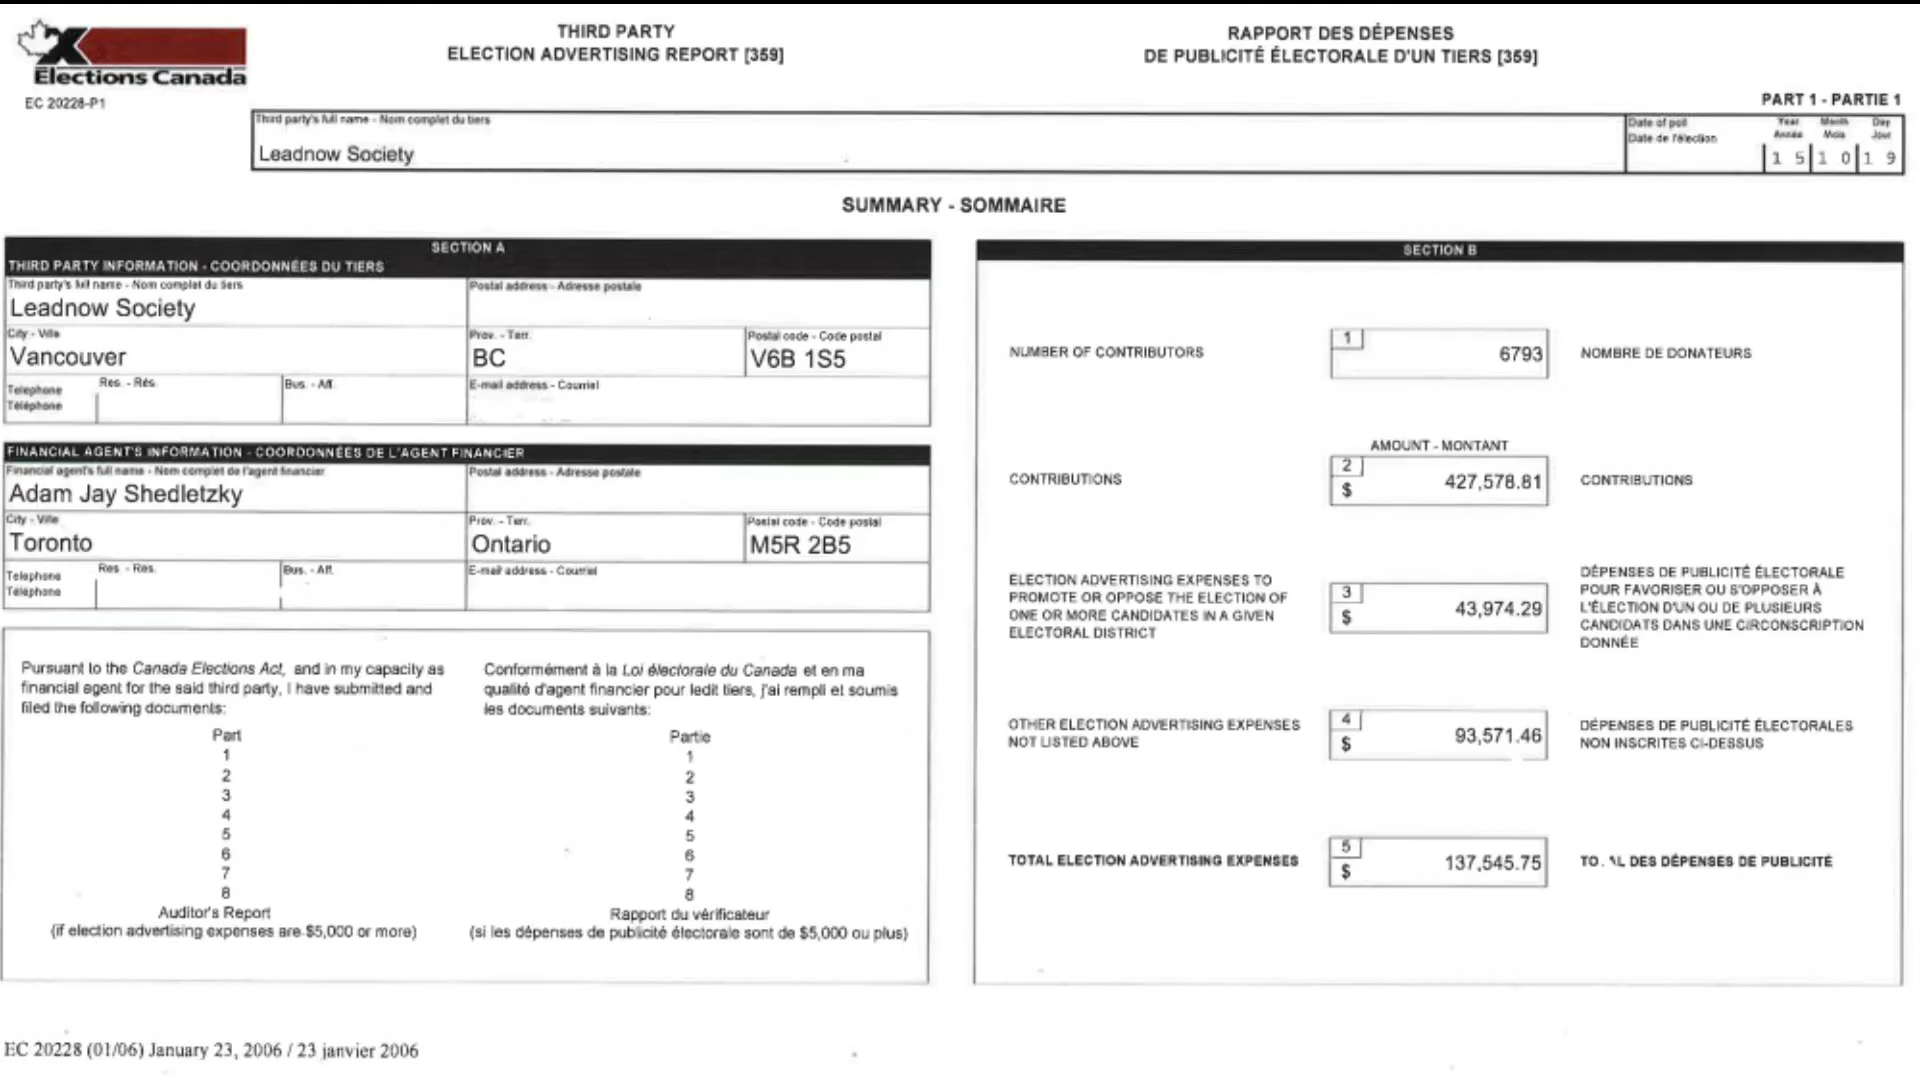 THIRD PARTY
ELECTION ADVERTISING REPORT [359]
RAPPORT DES DÉPENSES
DE PUBLICITÉ ÉLECTORALE D'UN TIERS [359]
Elections Canada
EC 20228-P1
PART 1 - PARTIE 1
Third party's full name - Nom complet du tiers
Leadnow Society
Date of poll
Date de l'élection
Year Month Day
Année Mois Jour
1 5 1 0 1 9
SUMMARY - SOMMAIRE
SECTION A
THIRD PARTY INFORMATION - COORDONNÉES DU TIERS
Third party's full name - Nom complet du tiers
Leadnow Society
Postal address - Adresse postale
City - Ville
Vancouver
Prov. - Terr.
BC
Postal code - Code postal
V6B 1S5
Telephone
Téléphone
Res. - Rés.
Bus. - Aff.
E-mail address - Courriel
FINANCIAL AGENT'S INFORMATION - COORDONNÉES DE L'AGENT FINANCIER
Financial agent's full name - Nom complet de l'agent financier
Adam Jay Shedletzky
Postal address - Adresse postale
City - Ville
Toronto
Prov. - Terr.
Ontario
Postal code - Code postal
M5R 2B5
Telephone
Téléphone
Res. - Rés.
Bus. - Aff.
E-mail address - Courriel
Pursuant to the Canada Elections Act, and in my capacity as
financial agent for the said third party, I have submitted and
filed the following documents:
Part
1
2
3
4
5
6
7
8
Auditor's Report
(if election advertising expenses are $5,000 or more)
Conformément à la Loi électorale du Canada et en ma
qualité d'agent financier pour ledit tiers, j'ai rempli et soumis
les documents suivants:
Partie
1
2
3
4
5
6
7
8
Rapport du vérificateur
(si les dépenses de publicité électorale sont de $5,000 ou plus)
SECTION B
NUMBER OF CONTRIBUTORS
1
6793
NOMBRE DE DONATEURS
AMOUNT - MONTANT
CONTRIBUTIONS
2
$ 427,578.81
CONTRIBUTIONS
ELECTION ADVERTISING EXPENSES TO
PROMOTE OR OPPOSE THE ELECTION OF
ONE OR MORE CANDIDATES IN A GIVEN
ELECTORAL DISTRICT
3
$ 43,974.29
DÉPENSES DE PUBLICITÉ ÉLECTORALE
POUR FAVORISER OU S'OPPOSER À
L'ÉLECTION D'UN OU DE PLUSIEURS
CANDIDATS DANS UNE CIRCONSCRIPTION
DONNÉE
OTHER ELECTION ADVERTISING EXPENSES
NOT LISTED ABOVE
4
$ 93,571.46
DÉPENSES DE PUBLICITÉ ÉLECTORALES
NON INSCRITES CI-DESSUS
TOTAL ELECTION ADVERTISING EXPENSES
5
$ 137,545.75
DES DÉPENSES DE PUBLICITÉ
EC 20228 (01/06) January 23, 2006 / 23 janvier 2006